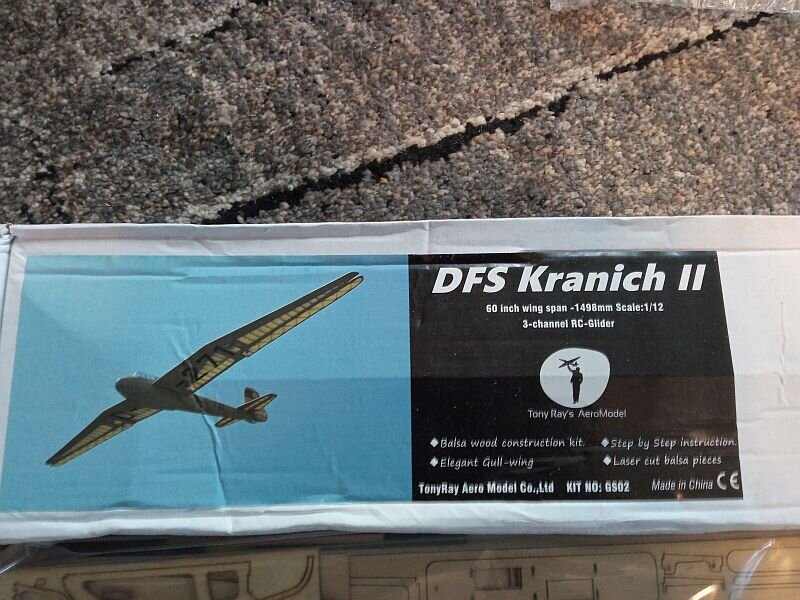 DFS Kranich II
60 inch wing span -1498mm Scale:1/12
3-channel RC-Glider
Tony Ray's AeroModel
◆Balsa wood construction kit. ◆Step by Step instruction.
◆Elegant Gull-wing ◆Laser cut balsa pieces
TonyRay Aero Model Co.,Ltd KIT NO: GS02 Made in China CE